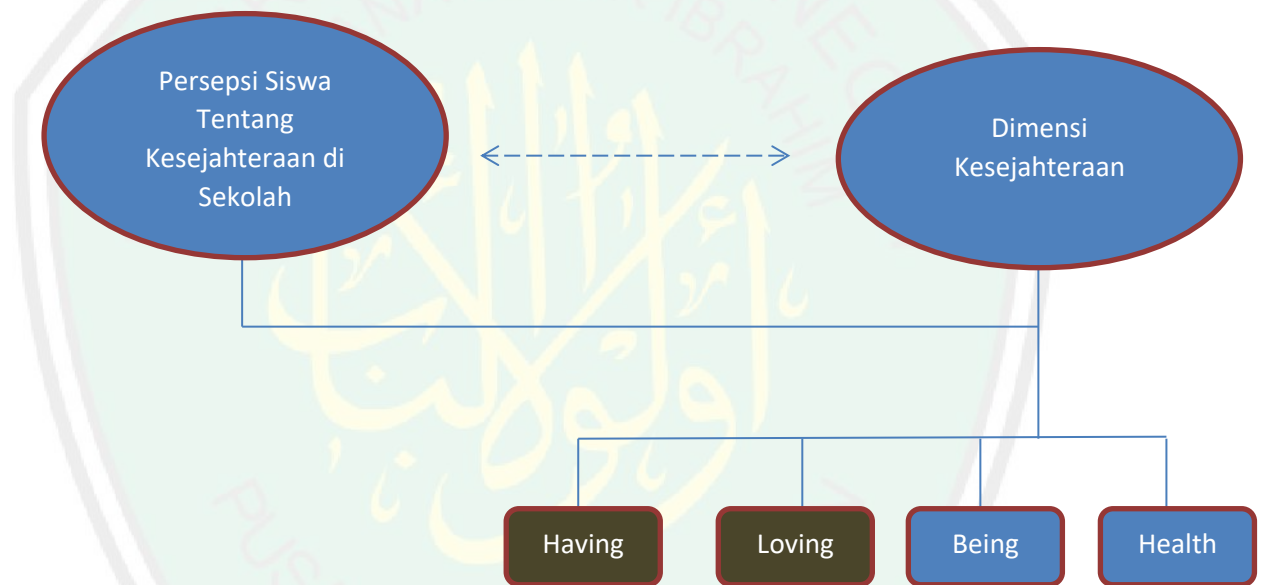 Persepsi Siswa
Tentang
Kesejahteraan di
Sekolah
Dimensi
Kesejahteraan
Having
Loving
Being
Health